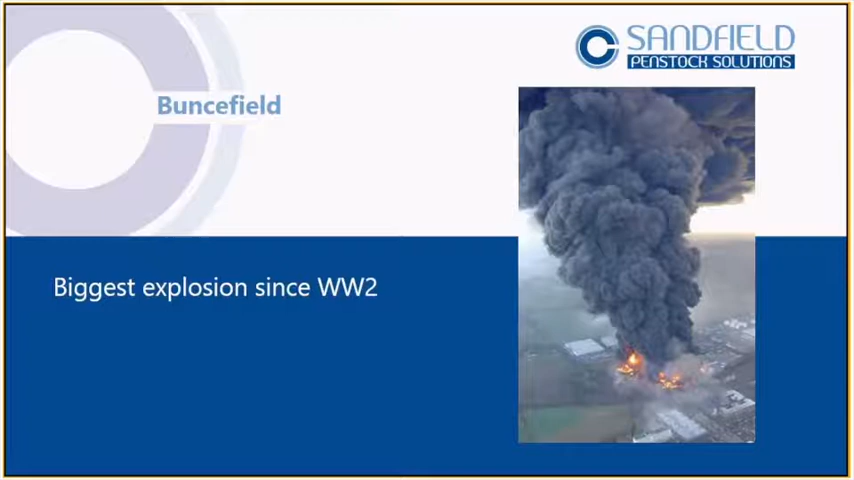 SANDFIELD
PENSTOCK SOLUTIONS
Buncefield
Biggest explosion since WW2